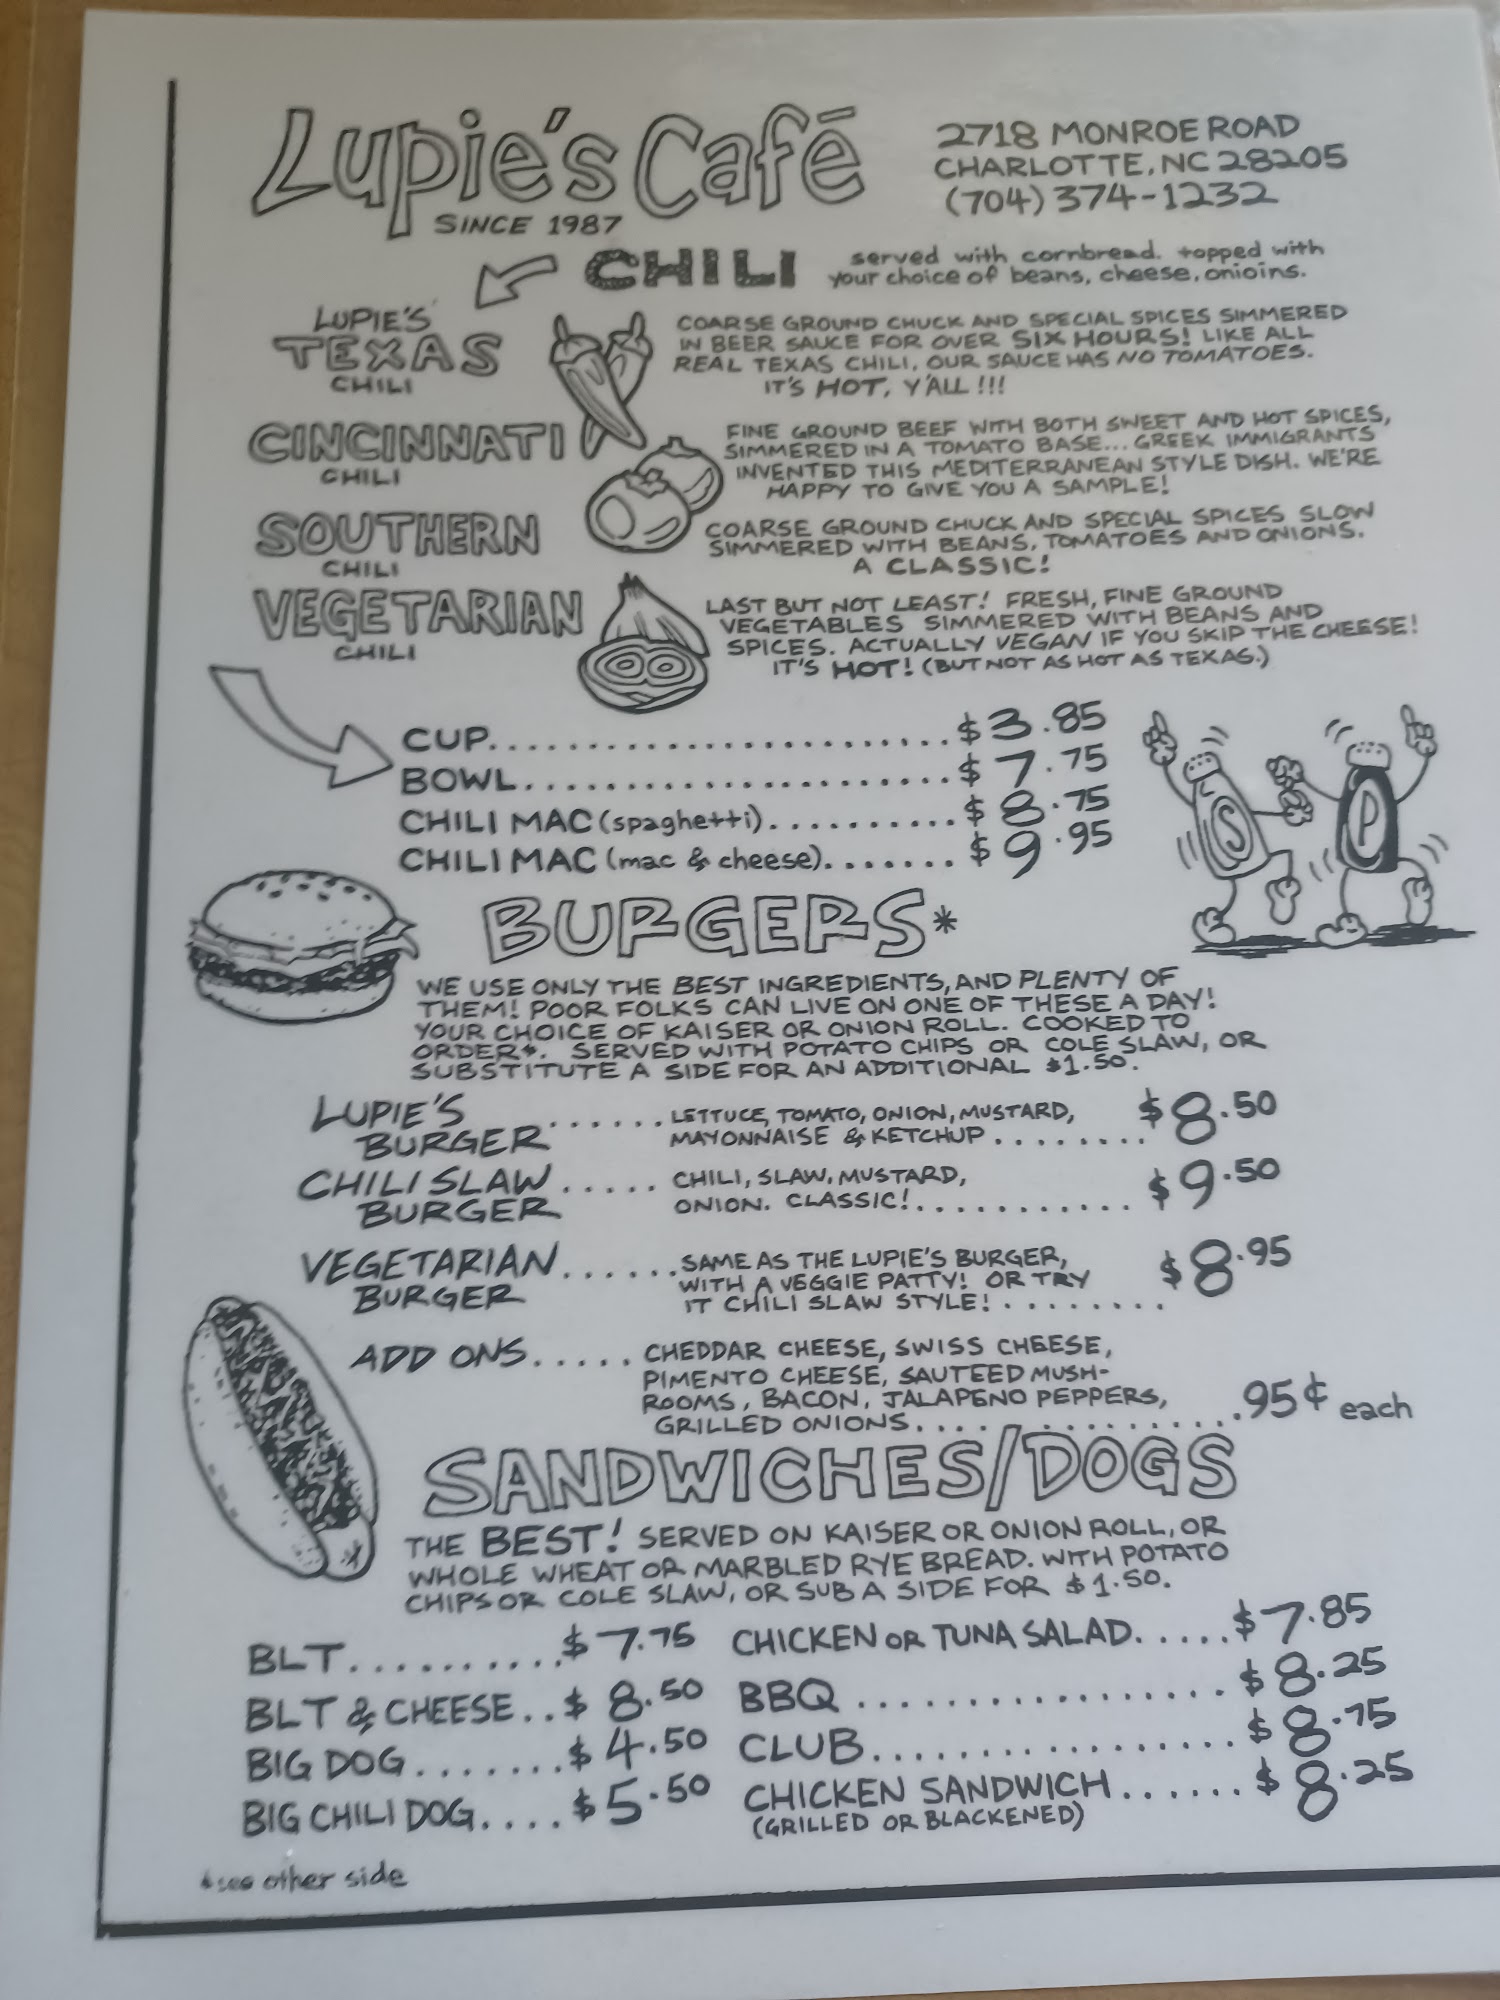 Lupie's Café
SINCE 1987
2718 MONROE ROAD
CHARLOTTE, NC 28205
(704) 374-1232
CHILI
served with cornbread. topped with
your choice of beans, cheese, onioins.
LUPIE'S
TEXAS
CHILI
COARSE GROUND CHUCK AND SPECIAL SPICES SIMMERED
IN BEER SAUCE FOR OVER SIX HOURS! LIKE ALL
REAL TEXAS CHILI, OUR SAUCE HAS NO TOMATOES.
IT'S HOT, Y'ALL !!!
CINCINNATI
CHILI
FINE GROUND BEEF WITH BOTH SWEET AND HOT SPICES,
SIMMERED IN A TOMATO BASE... GREEK IMMIGRANTS
INVENTED THIS MEDITERRANEAN STYLE DISH. WE'RE
HAPPY TO GIVE YOU A SAMPLE!
SOUTHERN
CHILI
COARSE GROUND CHUCK AND SPECIAL SPICES SLOW
SIMMERED WITH BEANS, TOMATOES AND ONIONS.
A CLASSIC!
VEGETARIAN
CHILI
LAST BUT NOT LEAST! FRESH, FINE GROUND
VEGETABLES SIMMERED WITH BEANS AND
SPICES. ACTUALLY VEGAN IF YOU SKIP THE CHEESE!
IT'S HOT! (BUT NOT AS HOT AS TEXAS.)
CUP........................$3.85
BOWL......................$7.75
CHILI MAC (spaghetti)..........$8.75
CHILI MAC (mac & cheese).......$9.95
S P
BURGERS*
WE USE ONLY THE BEST INGREDIENTS, AND PLENTY OF
THEM! POOR FOLKS CAN LIVE ON ONE OF THESE A DAY!
YOUR CHOICE OF KAISER OR ONION ROLL. COOKED TO
ORDER*. SERVED WITH POTATO CHIPS OR COLE SLAW, OR
SUBSTITUTE A SIDE FOR AN ADDITIONAL $1.50.
LUPIE'S
BURGER
......LETTUCE, TOMATO, ONION, MUSTARD,
MAYONNAISE & KETCHUP........$8.50
CHILI SLAW
BURGER
.....CHILI, SLAW, MUSTARD,
ONION. CLASSIC!...........$9.50
VEGETARIAN
BURGER
......SAME AS THE LUPIE'S BURGER,
WITH A VEGGIE PATTY! OR TRY
IT CHILI SLAW STYLE!........$8.95
ADD ONS.....CHEDDAR CHEESE, SWISS CHEESE,
PIMENTO CHEESE, SAUTEED MUSH-
ROOMS, BACON, JALAPENO PEPPERS,
GRILLED ONIONS..............95¢ each
SANDWICHES/DOGS
THE BEST! SERVED ON KAISER OR ONION ROLL, OR
WHOLE WHEAT OR MARBLED RYE BREAD. WITH POTATO
CHIPS OR COLE SLAW, OR SUB A SIDE FOR $1.50.
BLT..........$7.75
BLT & CHEESE..$8.50
BIG DOG.......$4.50
BIG CHILI DOG....$5.50
CHICKEN OR TUNA SALAD.....$7.85
BBQ.................$8.25
CLUB.................$8.75
CHICKEN SANDWICH......$8.25
(GRILLED OR BLACKENED)
*see other side